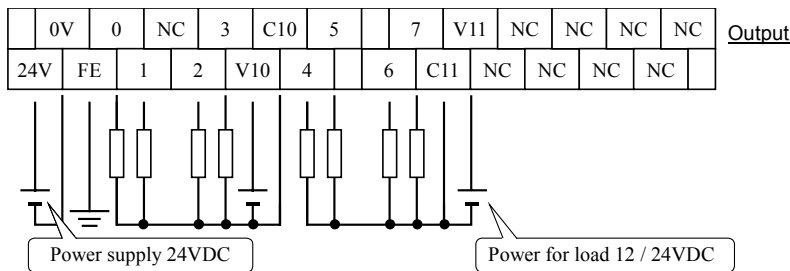 0V 0 NC 3 C10 5 7 V11 NC NC NC NC Output
24V FE 1 2 V10 4 6 C11 NC NC NC NC
Power supply 24VDC Power for load 12 / 24VDC